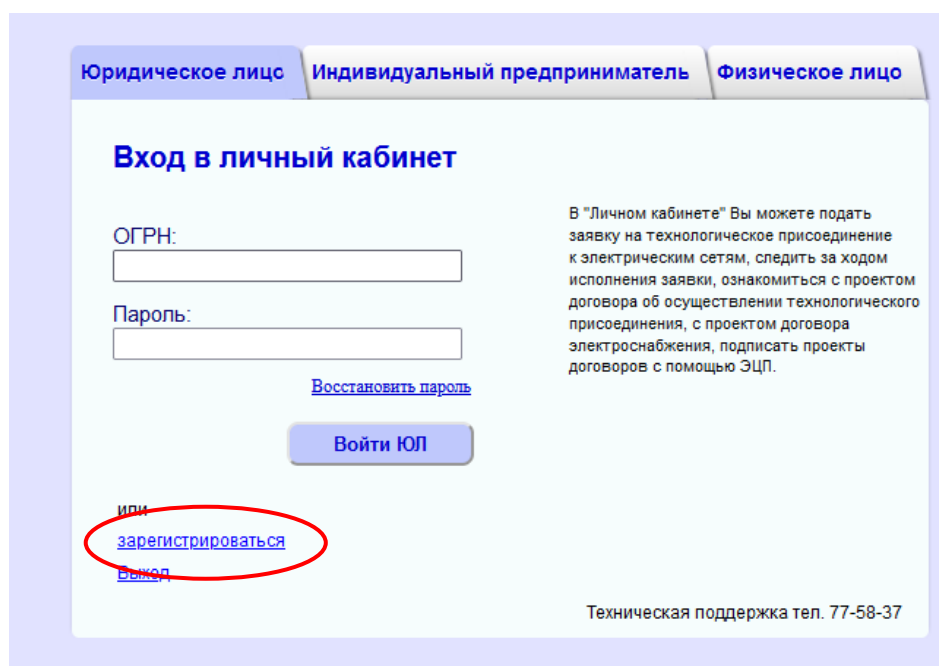 Юридическое лицо
Индивидуальный предприниматель
Физическое лицо
Вход в личный кабинет
ОГРН:
Пароль:
Восстановить пароль
Войти ЮЛ
или
зарегистрироваться
Выход
В "Личном кабинете" Вы можете подать
заявку на технологическое присоединение
к электрическим сетям, следить за ходом
исполнения заявки, ознакомиться с проектом
договора об осуществлении технологического
присоединения, с проектом договора
электроснабжения, подписать проекты
договоров с помощью ЭЦП.
Техническая поддержка тел. 77-58-37